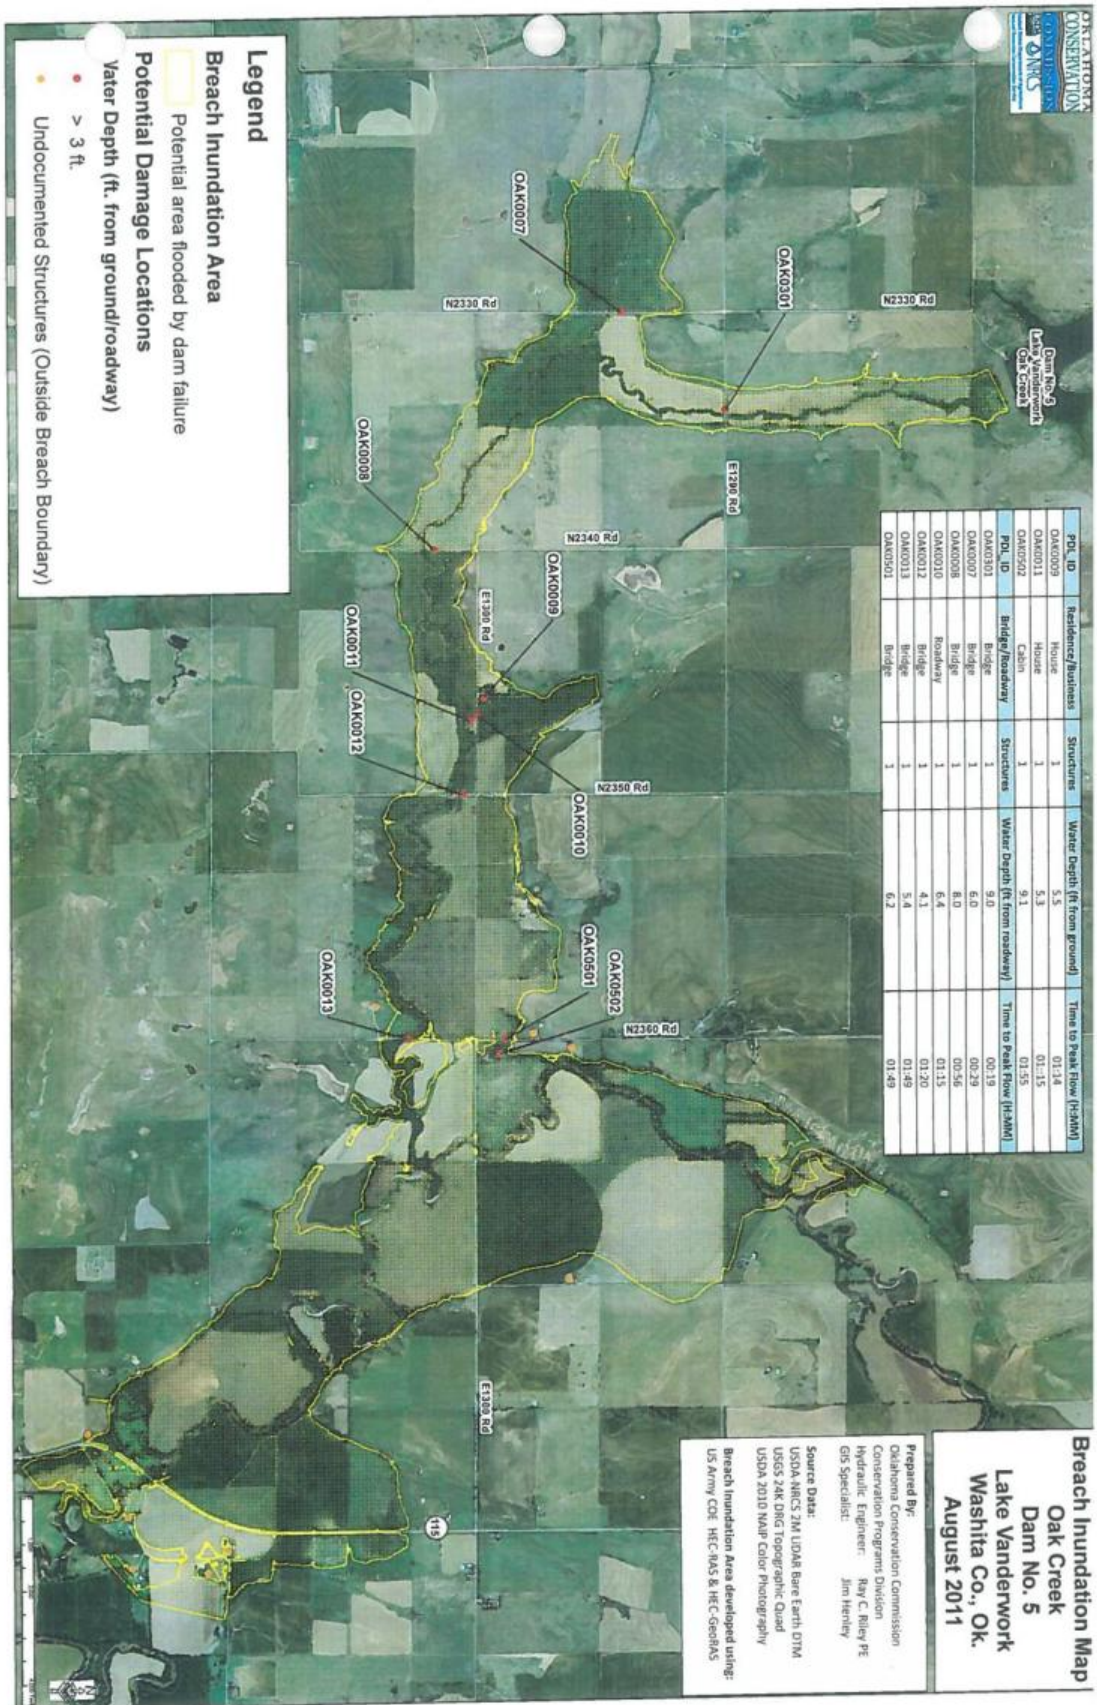 OKLAHOMA
CONSERVATION
COMMISSION
NRCS
Breach Inundation Map
Oak Creek
Dam No. 5
Lake Vanderwork
Washita Co., Ok.
August 2011
Prepared By:
Oklahoma Conservation Commission
Conservation Programs Division
Hydraulic Engineer: Ray C. Riley PE
GIS Specialist: Jim Henley
Source Data:
USDA-NRCS 2M LIDAR Bare Earth DTM
USGS 24K DRG Topographic Quad
USDA 2010 NAIP Color Photography
Breach Inundation Area developed using:
US Army COE HEC-RAS & HEC-GeoRAS
PDL_ID Residence/Business Structures Water Depth (ft from ground) Time to Peak Flow (H:MM)
OAK0009 House 1 5.5 01:14
OAK0011 House 1 5.3 01:15
OAK0502 Cabin 1 9.1 01:55
PDL_ID Bridge/Roadway Structures Water Depth (ft from roadway) Time to Peak Flow (H:MM)
OAK0301 Bridge 1 9.0 00:19
OAK0007 Bridge 1 6.0 00:29
OAK0008 Bridge 1 8.0 00:56
OAK0010 Roadway 1 6.4 01:15
OAK0012 Bridge 1 4.1 01:20
OAK0013 Bridge 1 5.4 01:49
OAK0501 Bridge 1 6.2 01:49
Dam No. 5
Lake Vanderwork
Oak Creek
N2330 Rd
E1290 Rd
OAK0301
OAK0007
N2330 Rd
N2340 Rd
OAK0008
OAK0009
E1300 Rd
N2350 Rd
OAK0010
OAK0011
OAK0012
N2360 Rd
OAK0502
OAK0501
OAK0013
E1300 Rd
115
Legend
Breach Inundation Area
Potential area flooded by dam failure
Potential Damage Locations
Water Depth (ft. from ground/roadway)
> 3 ft.
Undocumented Structures (Outside Breach Boundary)
N